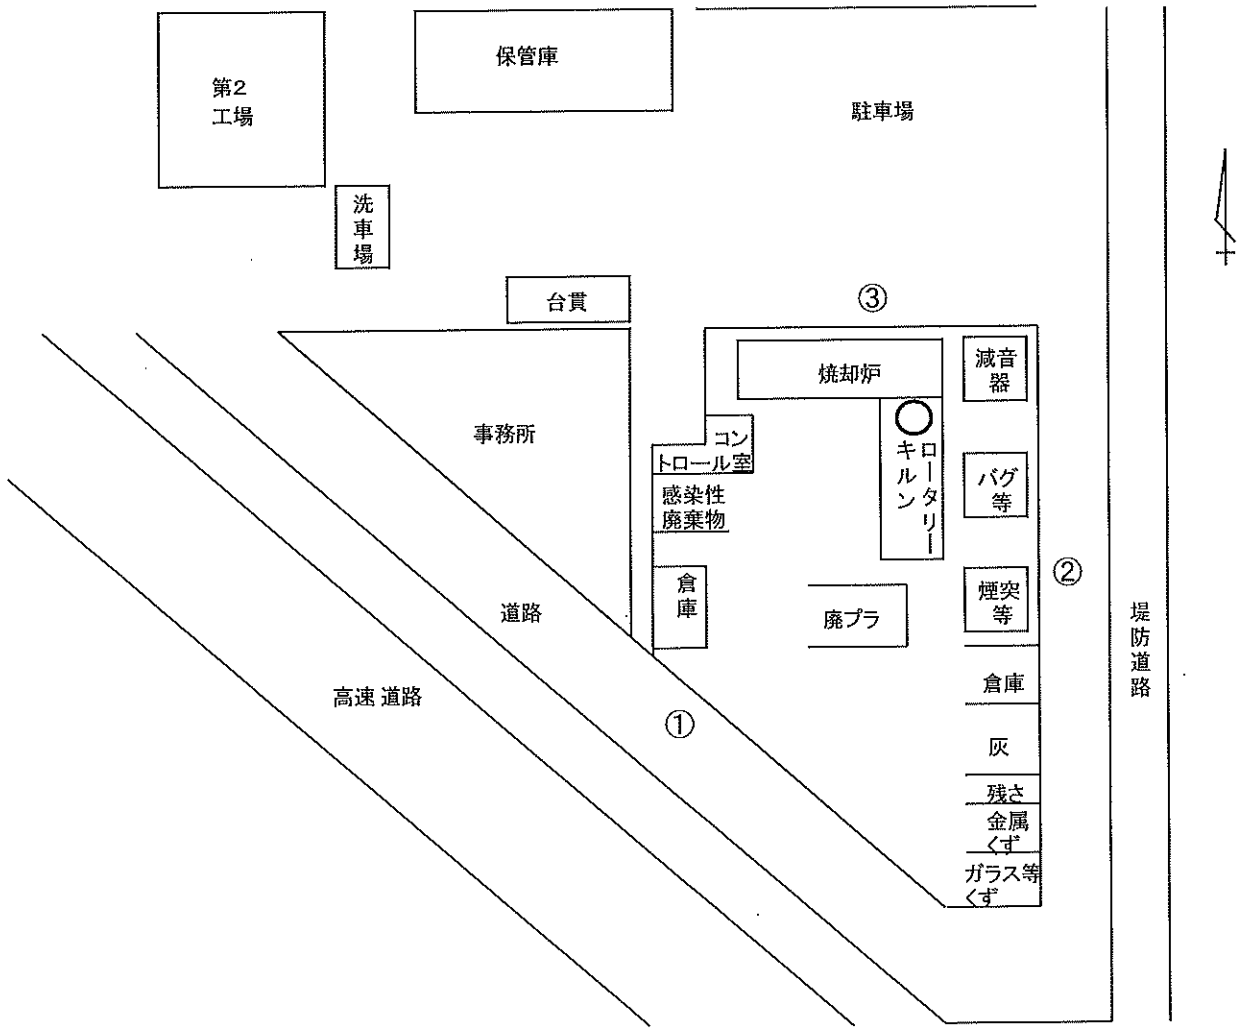 保管庫
第2
工場
駐車場
洗車場
台貫
③
焼却炉
減音
器
事務所
コン
トロール室
ロータリー
キルン
感染性
廃棄物
バグ
等
②
倉庫
煙突
等
道路
廃プラ
堤防道路
倉庫
高速道路
①
灰
残さ
金属
くず
ガラス等
くず